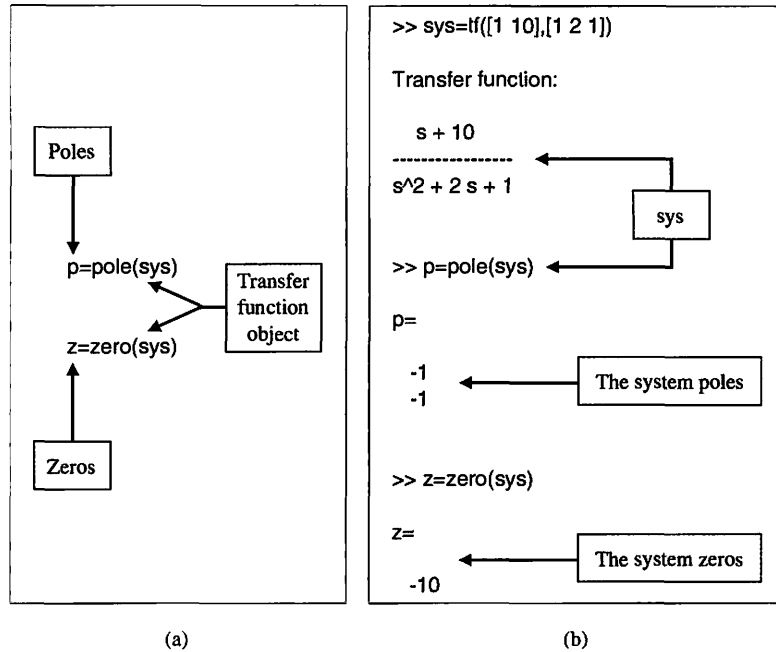 Poles
p=pole(sys)
Transfer
function
object
z=zero(sys)
Zeros
(a)
>> sys=tf([1 10],[1 2 1])
Transfer function:
s + 10
--------------------
s^2 + 2 s + 1
sys
>> p=pole(sys)
p=
-1
-1
The system poles
>> z=zero(sys)
z=
-10
The system zeros
(b)